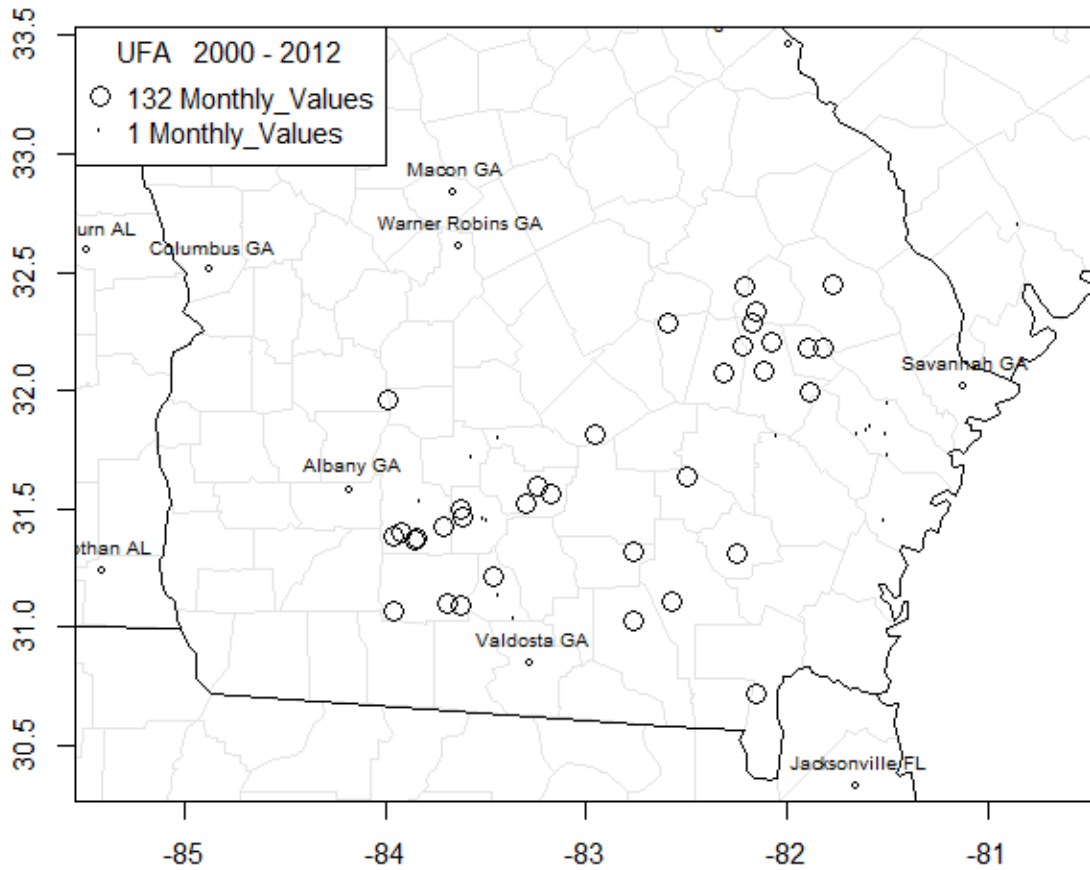 UFA 2000 - 2012
132 Monthly_Values
1 Monthly_Values
33.5
33.0
32.5
32.0
31.5
31.0
30.5
Macon GA
Warner Robins GA
urn AL
Columbus GA
Savannah GA
Albany GA
othan AL
Valdosta GA
Jacksonville FL
-85
-84
-83
-82
-81